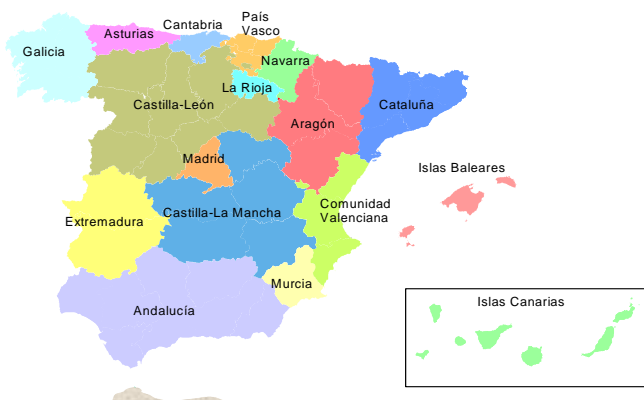 Galicia
Asturias
Cantabria
País
Vasco
Navarra
La Rioja
Castilla-León
Aragón
Cataluña
Madrid
Islas Baleares
Extremadura
Castilla-La Mancha
Comunidad
Valenciana
Murcia
Andalucía
Islas Canarias